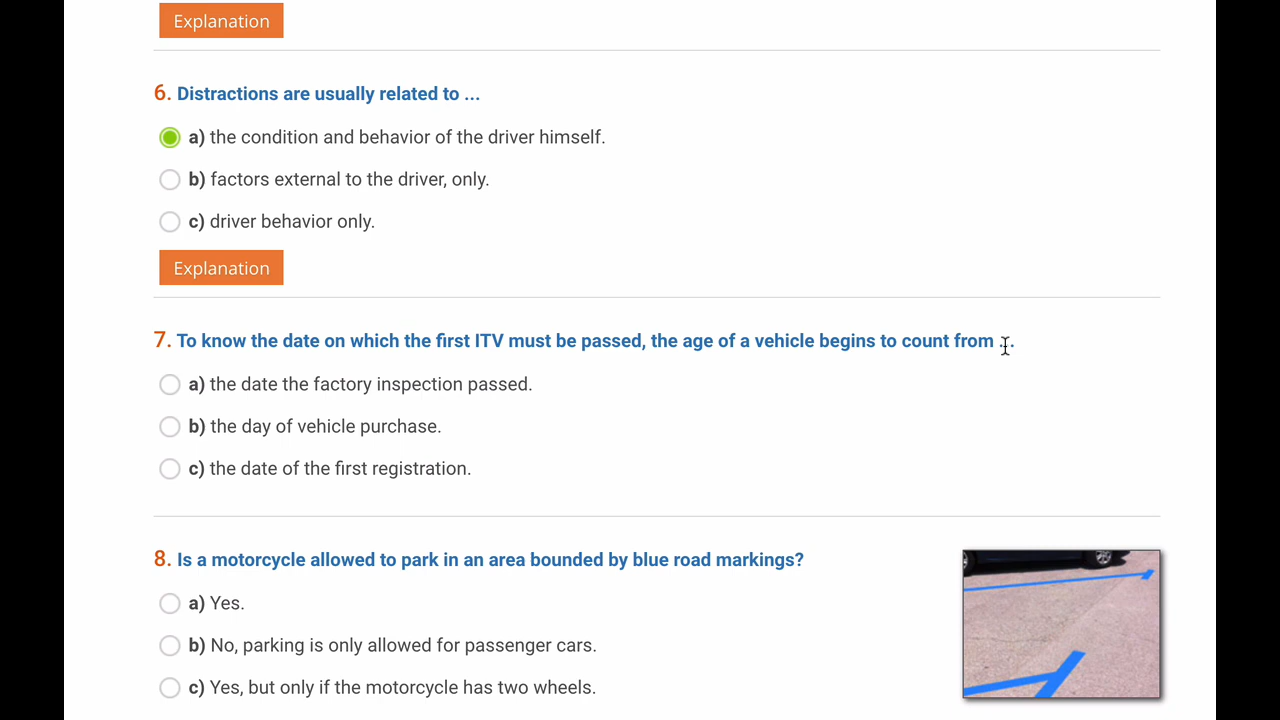 Explanation
6. Distractions are usually related to ...
a) the condition and behavior of the driver himself.
b) factors external to the driver, only.
c) driver behavior only.
Explanation
7. To know the date on which the first ITV must be passed, the age of a vehicle begins to count from ...
a) the date the factory inspection passed.
b) the day of vehicle purchase.
c) the date of the first registration.
8. Is a motorcycle allowed to park in an area bounded by blue road markings?
a) Yes.
b) No, parking is only allowed for passenger cars.
c) Yes, but only if the motorcycle has two wheels.